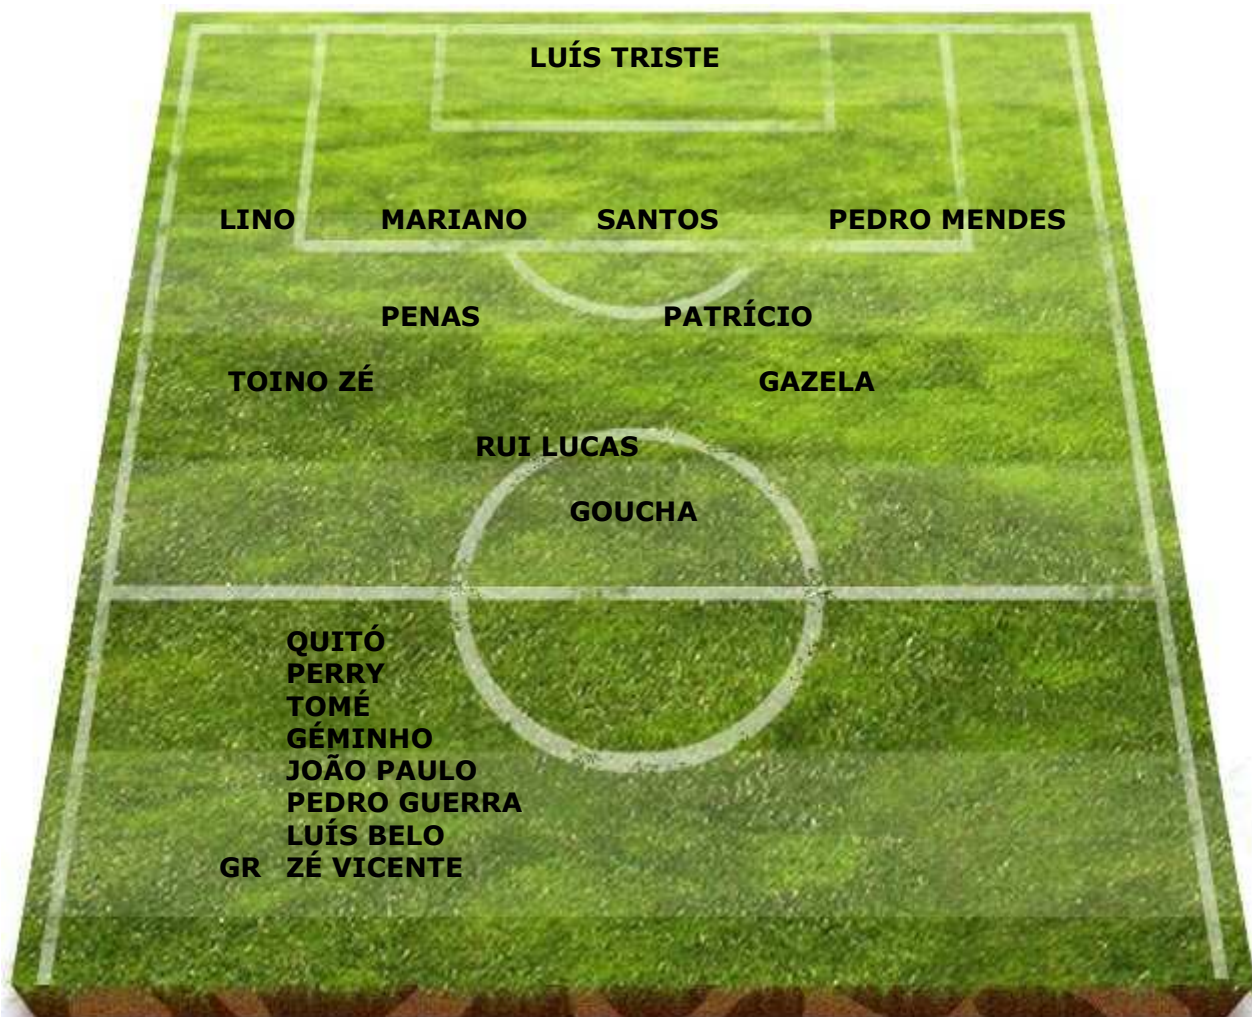 LUÍS TRISTE
LINO MARIANO SANTOS PEDRO MENDES
PENAS PATRÍCIO
TOINO ZÉ GAZELA
RUI LUCAS
GOUCHA
QUITÓ
PERRY
TOMÉ
GÉMINHO
JOÃO PAULO
PEDRO GUERRA
LUÍS BELO
GR ZÉ VICENTE